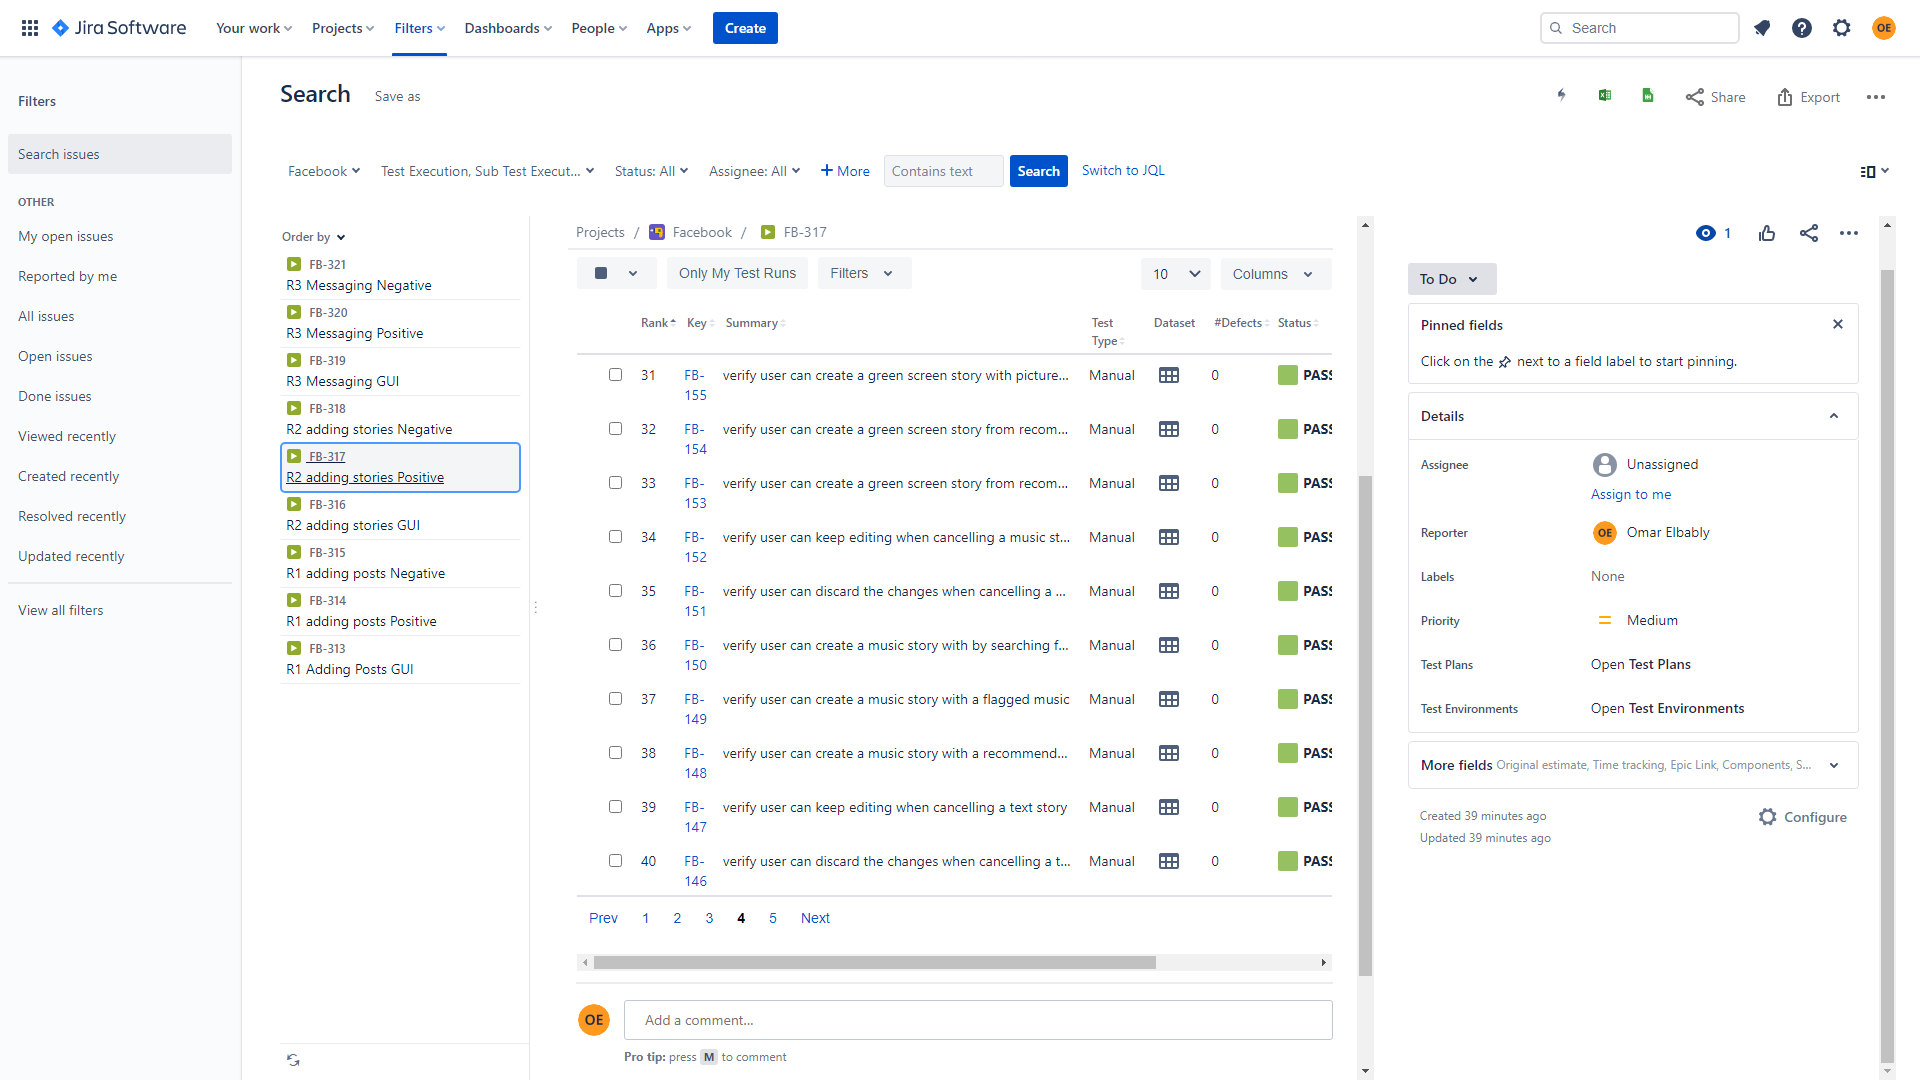 Jira Software
Your work
Projects
Filters
Dashboards
People
Apps
Create
Search
OE
Filters
Search issues
OTHER
My open issues
Reported by me
All issues
Open issues
Done issues
Viewed recently
Created recently
Resolved recently
Updated recently
View all filters
Search
Save as
Share
Export
Facebook
Test Execution, Sub Test Execut...
Status: All
Assignee: All
More
Contains text
Search
Switch to JQL
Order by
FB-321
R3 Messaging Negative
FB-320
R3 Messaging Positive
FB-319
R3 Messaging GUI
FB-318
R2 adding stories Negative
FB-317
R2 adding stories Positive
FB-316
R2 adding stories GUI
FB-315
R1 adding posts Negative
FB-314
R1 adding posts Positive
FB-313
R1 Adding Posts GUI
Projects / Facebook / FB-317
Only My Test Runs
Filters
10
Columns
Rank Key Summary Test Type Dataset #Defects Status
31 FB-155 verify user can create a green screen story with picture... Manual 0 PASS
32 FB-154 verify user can create a green screen story from recom... Manual 0 PASS
33 FB-153 verify user can create a green screen story from recom... Manual 0 PASS
34 FB-152 verify user can keep editing when cancelling a music st... Manual 0 PASS
35 FB-151 verify user can discard the changes when cancelling a ... Manual 0 PASS
36 FB-150 verify user can create a music story with by searching f... Manual 0 PASS
37 FB-149 verify user can create a music story with a flagged music Manual 0 PASS
38 FB-148 verify user can create a music story with a recommend... Manual 0 PASS
39 FB-147 verify user can keep editing when cancelling a text story Manual 0 PASS
40 FB-146 verify user can discard the changes when cancelling a t... Manual 0 PASS
Prev 1 2 3 4 5 Next
OE
Add a comment...
Pro tip: press M to comment
1
To Do
Pinned fields
Click on the next to a field label to start pinning.
Details
Assignee
Unassigned
Assign to me
Reporter
OE Omar Elbably
Labels
None
Priority
Medium
Test Plans
Open Test Plans
Test Environments
Open Test Environments
More fields Original estimate, Time tracking, Epic Link, Components, S...
Created 39 minutes ago
Configure
Updated 39 minutes ago